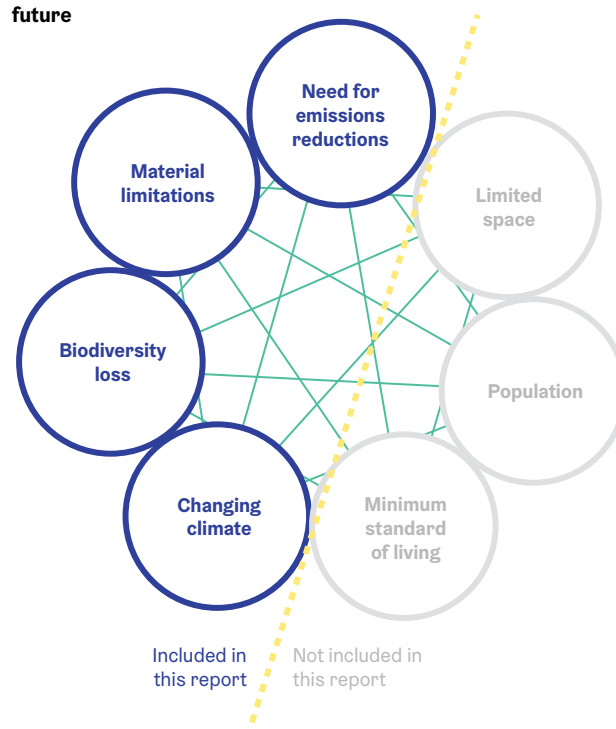 future
Need for
emissions
reductions
Material
limitations
Limited
space
Biodiversity
loss
Population
Changing
climate
Minimum
standard
of living
Included in
this report
Not included in
this report